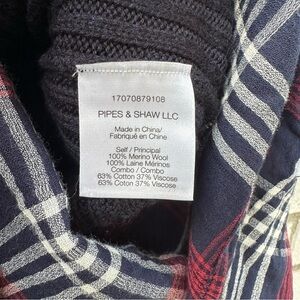 17070879108
PIPES & SHAW LLC
Made in China/
Fabriqué en Chine
Self / Principal
100% Merino Wool
100% Laine Mérinos
Combo / Combo
63% Cotton 37% Viscose
63% Coton 37% Viscose